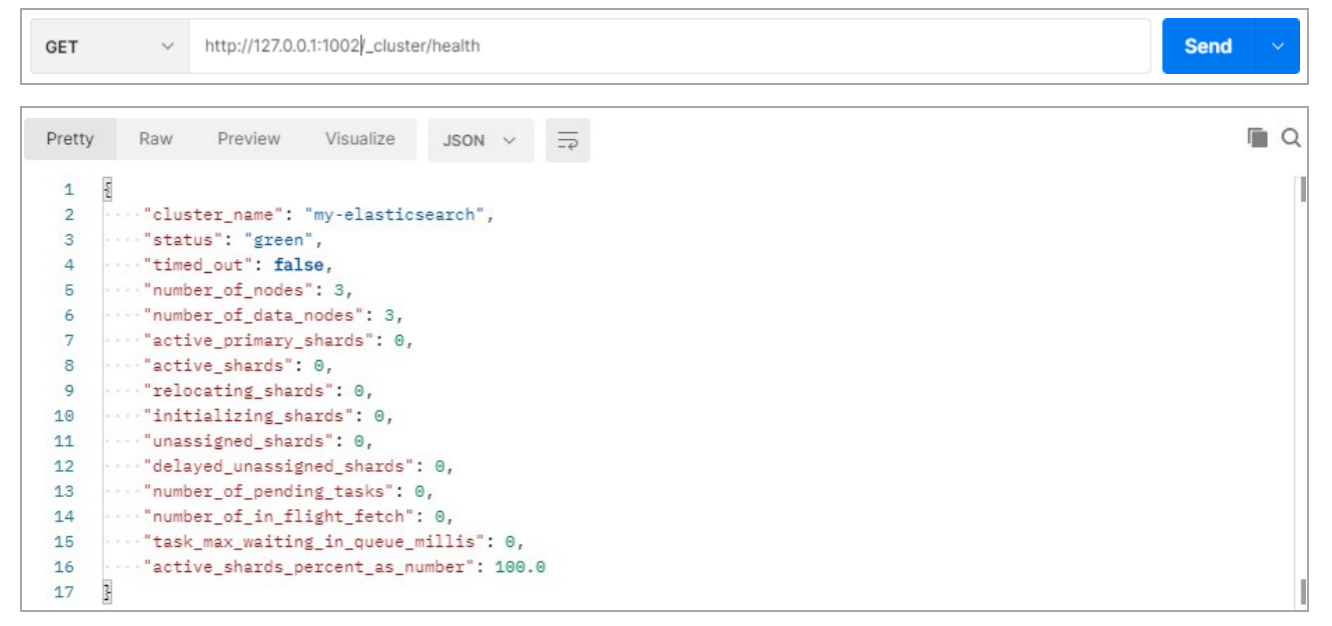 GET http://127.0.0.1:1002/_cluster/health Send
Pretty Raw Preview Visualize JSON
1 {
2 "cluster_name": "my-elasticsearch",
3 "status": "green",
4 "timed_out": false,
5 "number_of_nodes": 3,
6 "number_of_data_nodes": 3,
7 "active_primary_shards": 0,
8 "active_shards": 0,
9 "relocating_shards": 0,
10 "initializing_shards": 0,
11 "unassigned_shards": 0,
12 "delayed_unassigned_shards": 0,
13 "number_of_pending_tasks": 0,
14 "number_of_in_flight_fetch": 0,
15 "task_max_waiting_in_queue_millis": 0,
16 "active_shards_percent_as_number": 100.0
17 }